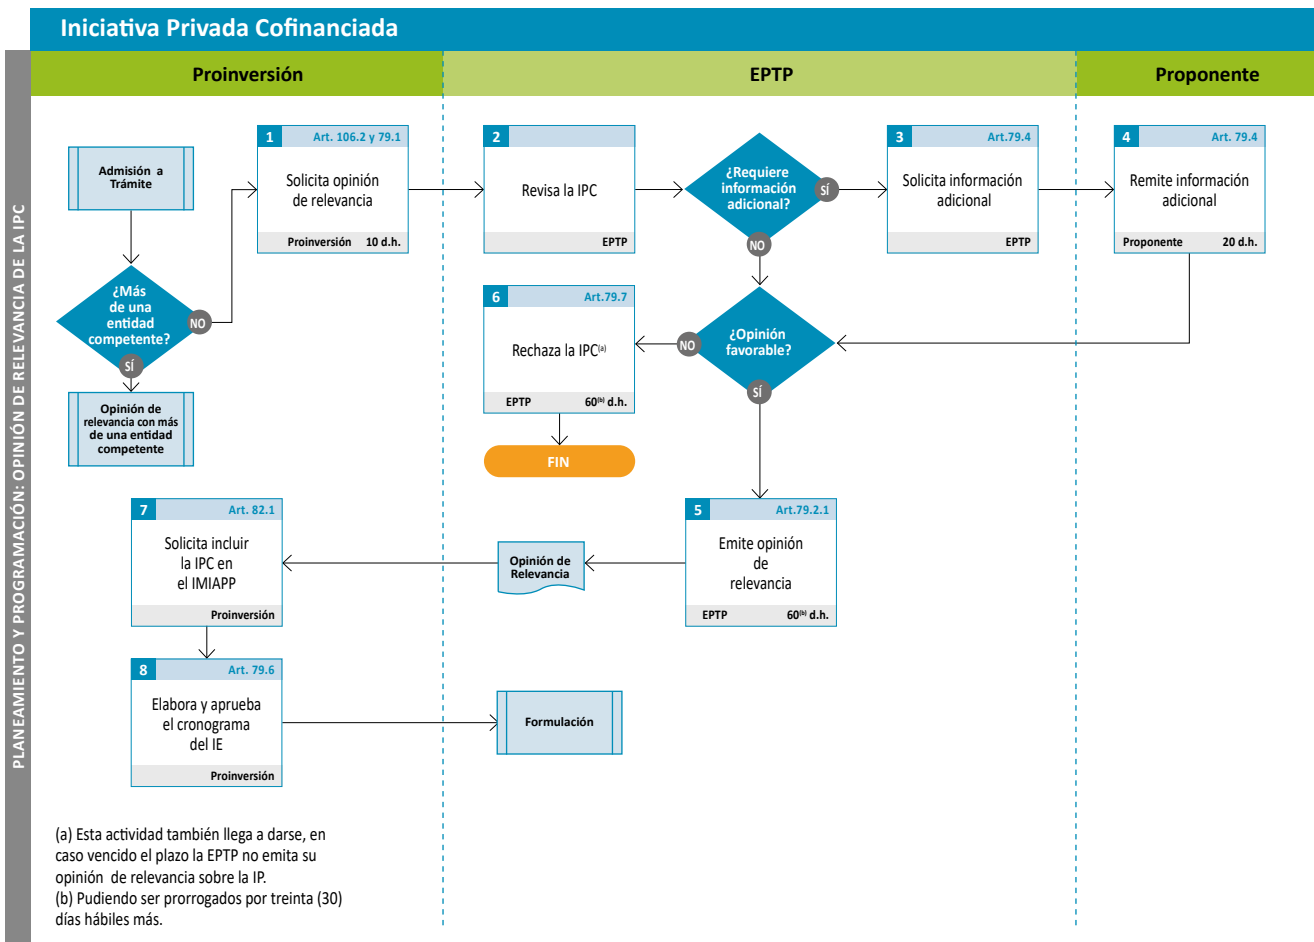 Iniciativa Privada Cofinanciada
PLANEAMIENTO Y PROGRAMACIÓN: OPINIÓN DE RELEVANCIA DE LA IPC
Proinversión
EPTP
Proponente
Admisión a
Trámite
¿Más
de una
entidad
competente?
NO
SÍ
Opinión de
relevancia con más
de una entidad
competente
1
Art. 106.2 y 79.1
Solicita opinión
de relevancia
Proinversión 10 d.h.
2
Revisa la IPC
EPTP
¿Requiere
información
adicional?
SÍ
NO
3
Art.79.4
Solicita información
adicional
EPTP
4
Art. 79.4
Remite información
adicional
Proponente 20 d.h.
¿Opinión
favorable?
NO
SÍ
6
Art.79.7
Rechaza la IPC(a)
EPTP 60(b) d.h.
FIN
5
Art.79.2.1
Emite opinión
de
relevancia
EPTP 60(b) d.h.
Opinión de
Relevancia
7
Art. 82.1
Solicita incluir
la IPC en
el IMIAPP
Proinversión
8
Art. 79.6
Elabora y aprueba
el cronograma
del IE
Proinversión
Formulación
(a) Esta actividad también llega a darse, en
caso vencido el plazo la EPTP no emita su
opinión de relevancia sobre la IP.
(b) Pudiendo ser prorrogados por treinta (30)
días hábiles más.